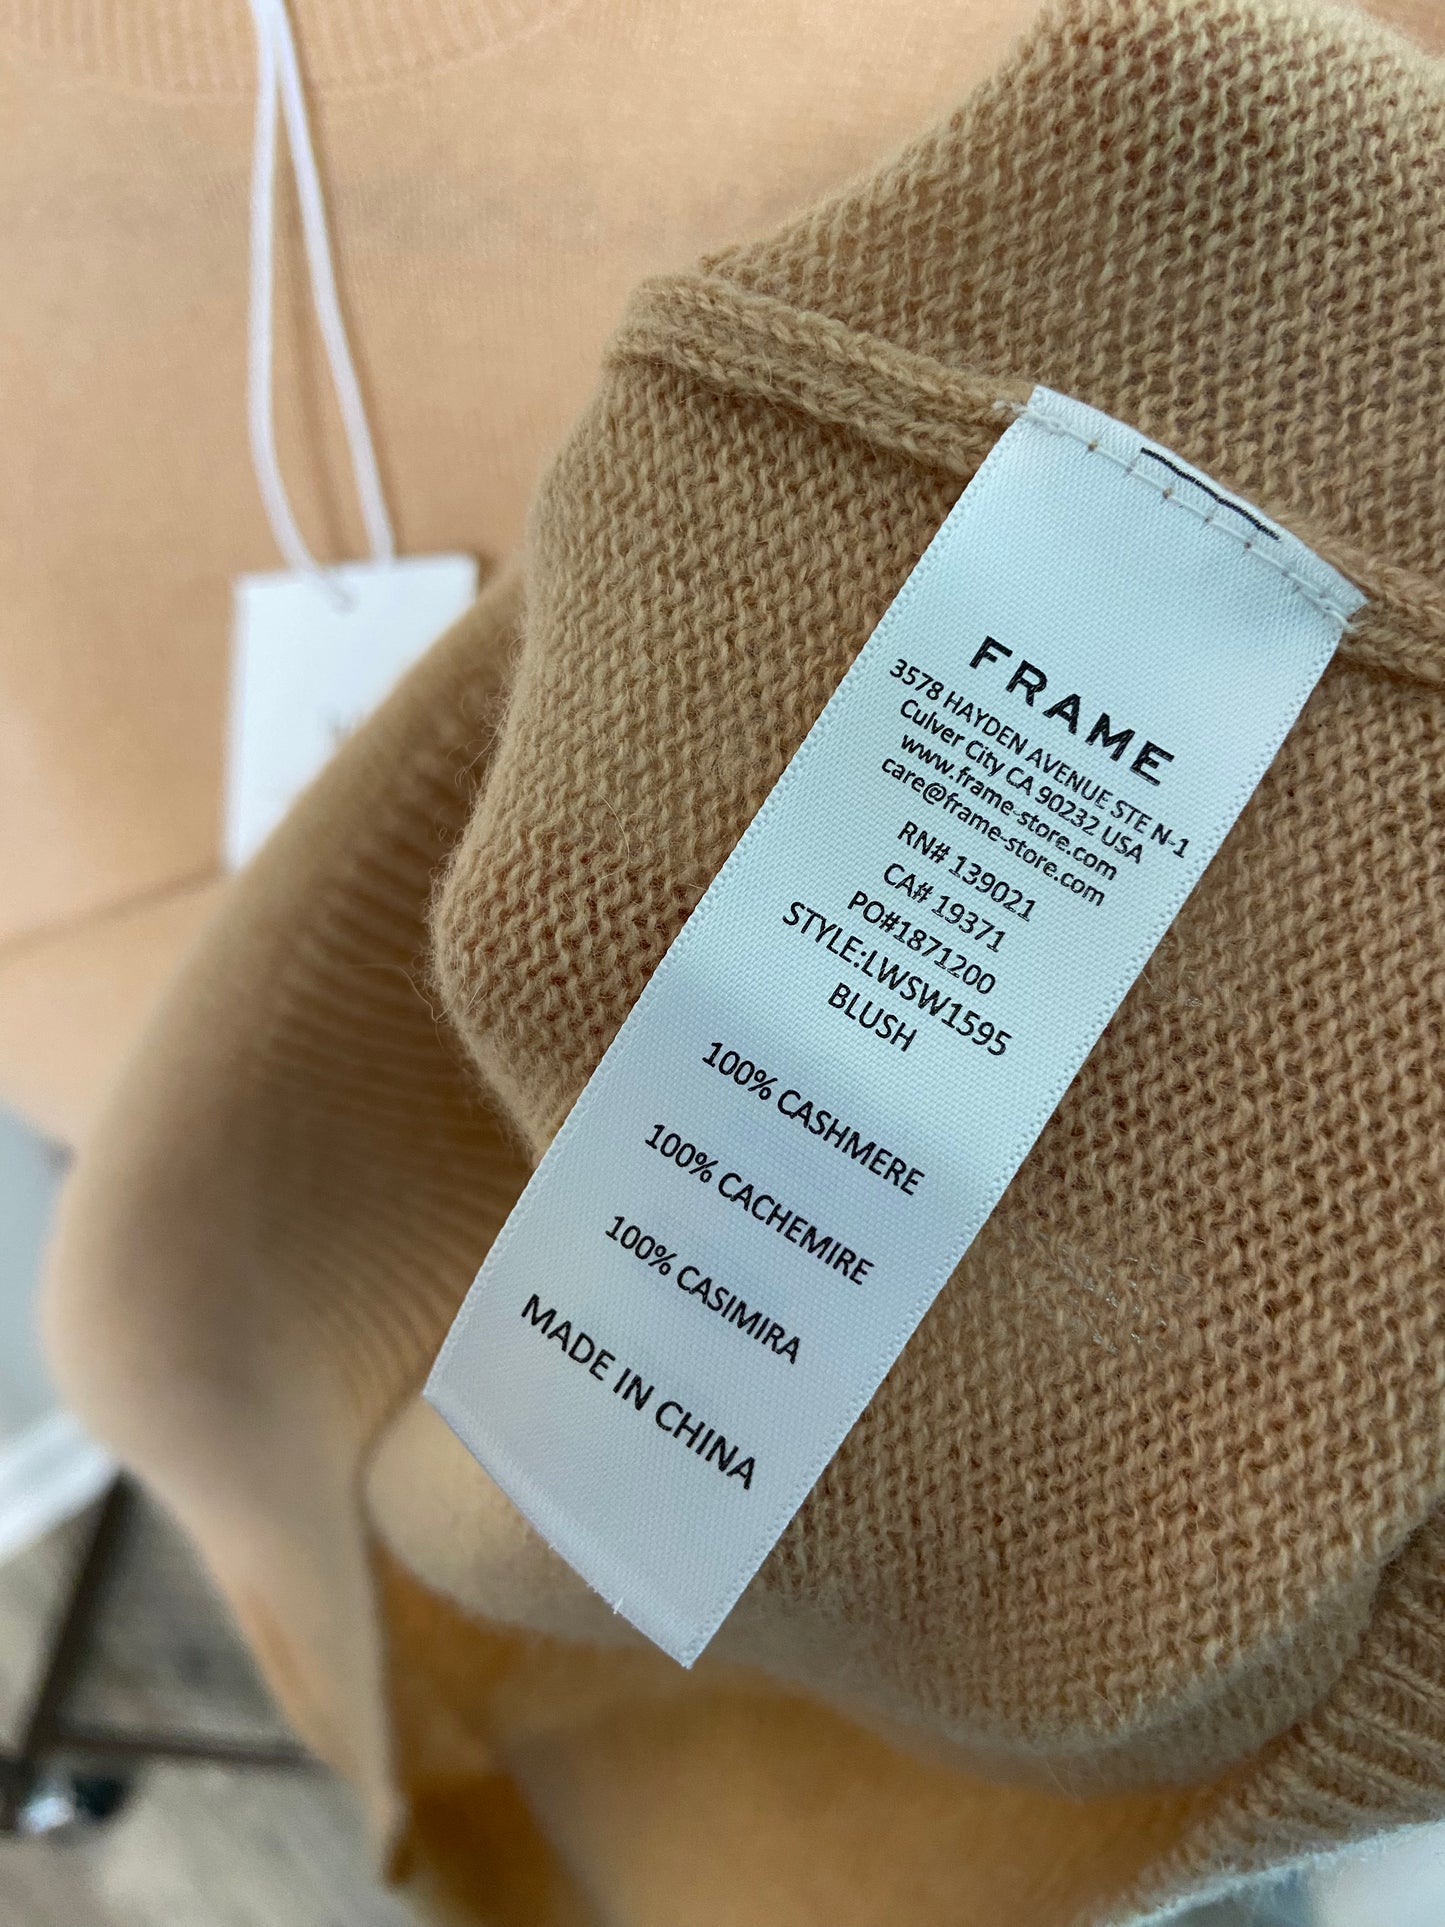 FRAME
3578 HAYDEN AVENUE STE N-1
Culver City CA 90232 USA
www.frame-store.com
care@frame-store.com
RN# 139021
CA# 19371
PO#1871200
STYLE:LWSW1595
BLUSH
100% CASHMERE
100% CACHEMIRE
100% CASIMIRA
MADE IN CHINA